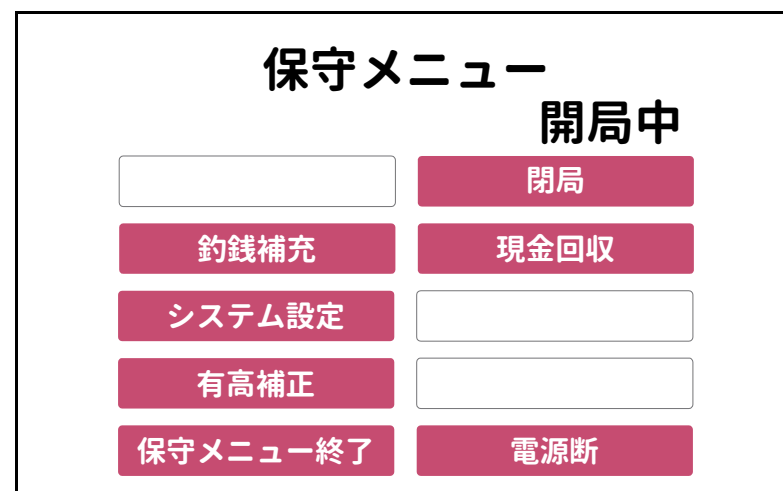 保守メニュー
開局中
閉局
釣銭補充
現金回収
システム設定
有高補正
保守メニュー終了
電源断